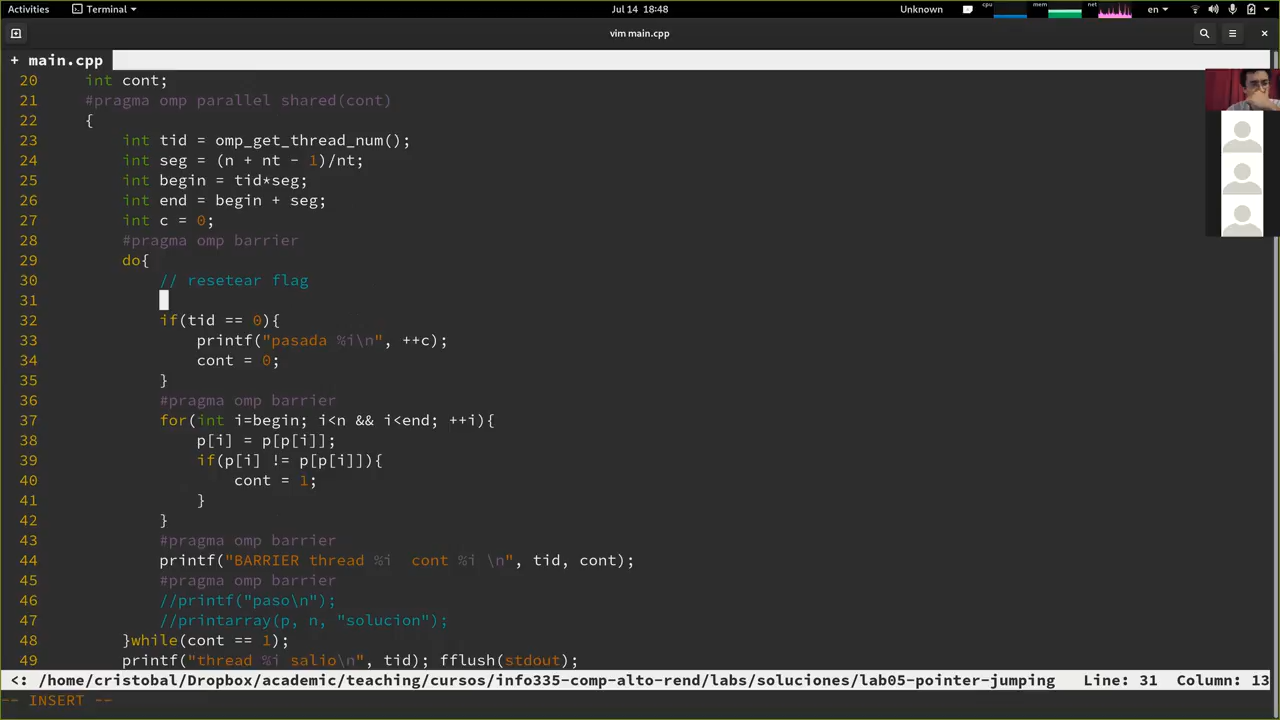 Activities Terminal Jul 14 18:48 Unknown cpu mem net en
vim main.cpp
+ main.cpp
20 int cont;
21 #pragma omp parallel shared(cont)
22 {
23 int tid = omp_get_thread_num();
24 int seg = (n + nt - 1)/nt;
25 int begin = tid*seg;
26 int end = begin + seg;
27 int c = 0;
28 #pragma omp barrier
29 do{
30 // resetear flag
31
32 if(tid == 0){
33 printf("pasada %i\n", ++c);
34 cont = 0;
35 }
36 #pragma omp barrier
37 for(int i=begin; i<n && i<end; ++i){
38 p[i] = p[p[i]];
39 if(p[i] != p[p[i]]){
40 cont = 1;
41 }
42 }
43 #pragma omp barrier
44 printf("BARRIER thread %i  cont %i \n", tid, cont);
45 #pragma omp barrier
46 //printf("paso\n");
47 //printarray(p, n, "solucion");
48 }while(cont == 1);
49 printf("thread %i salio\n", tid); fflush(stdout);
<: /home/cristobal/Dropbox/academic/teaching/cursos/info335-comp-alto-rend/labs/soluciones/lab05-pointer-jumping Line: 31 Column: 13
-- INSERT --